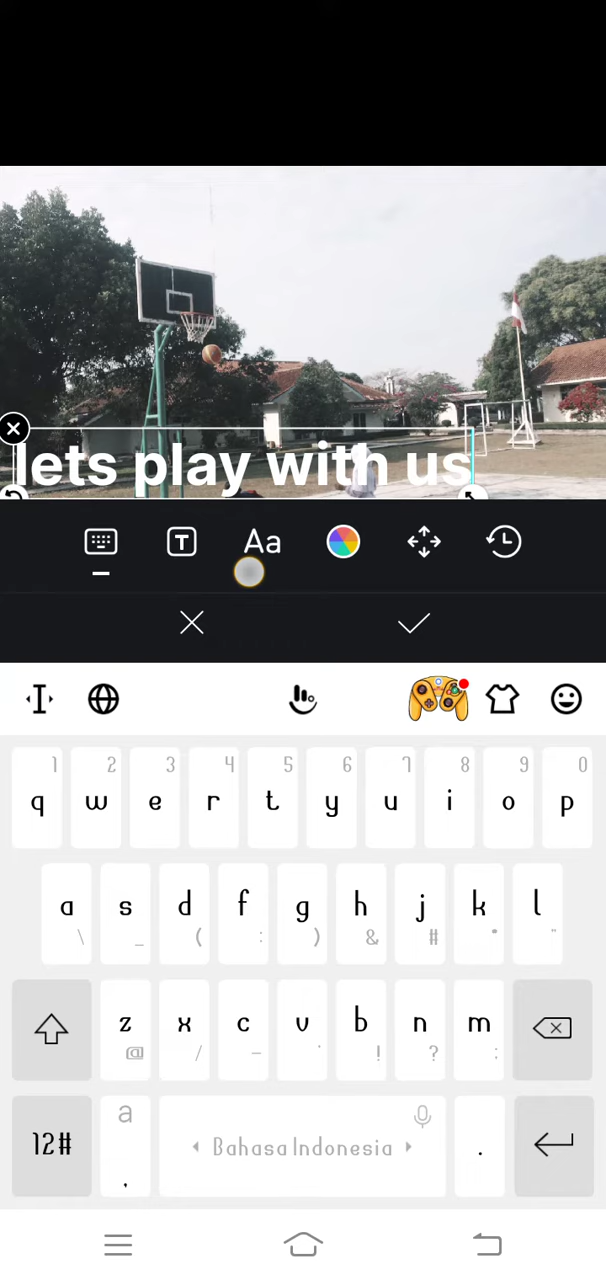 lets play with us
T Aa
1 2 3 4 5 6 7 8 9 0
q w e r t y u i o p
a s d f g h j k l
\ _ ( : ) & # * "
z x c v b n m
@ / - ' ! ? :
12# a , Bahasa Indonesia .